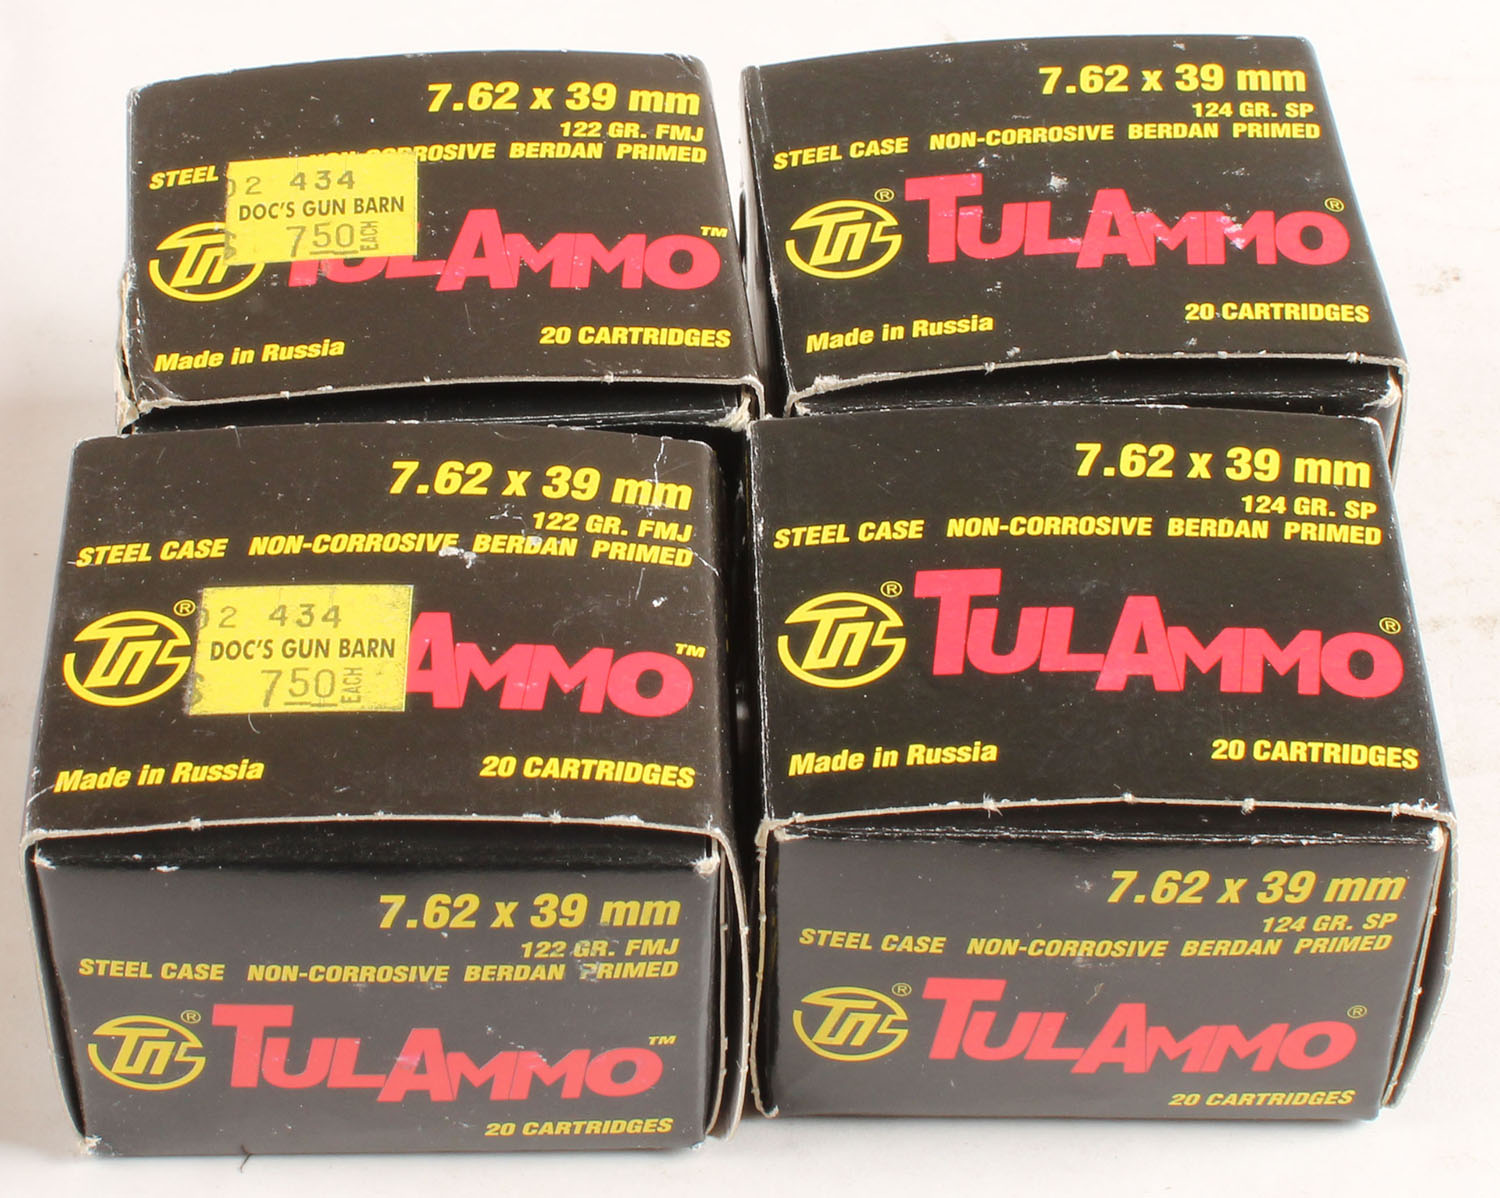 7.62 x 39 mm
122 GR. FMJ
STEEL NON-CORROSIVE BERDAN PRIMED
02 434
DOC'S GUN BARN
$ 750 EACH
TULAMMO™
Made in Russia
20 CARTRIDGES
7.62 x 39 mm
124 GR. SP
STEEL CASE NON-CORROSIVE BERDAN PRIMED
TULAMMO®
Made in Russia
20 CARTRIDGES
7.62 x 39 mm
122 GR. FMJ
STEEL CASE NON-CORROSIVE BERDAN PRIMED
®
02 434
DOC'S GUN BARN
$ 750 EACH
AMMO™
Made in Russia
20 CARTRIDGES
7.62 x 39 mm
122 GR. FMJ
STEEL CASE NON-CORROSIVE BERDAN PRIMED
® TULAMMO™
20 CARTRIDGES
7.62 x 39 mm
124 GR. SP
STEEL CASE NON-CORROSIVE BERDAN PRIMED
® TULAMMO®
Made in Russia
20 CARTRIDGES
7.62 x 39 mm
124 GR. SP
STEEL CASE NON-CORROSIVE BERDAN PRIMED
® TULAMMO®
20 CARTRIDGES